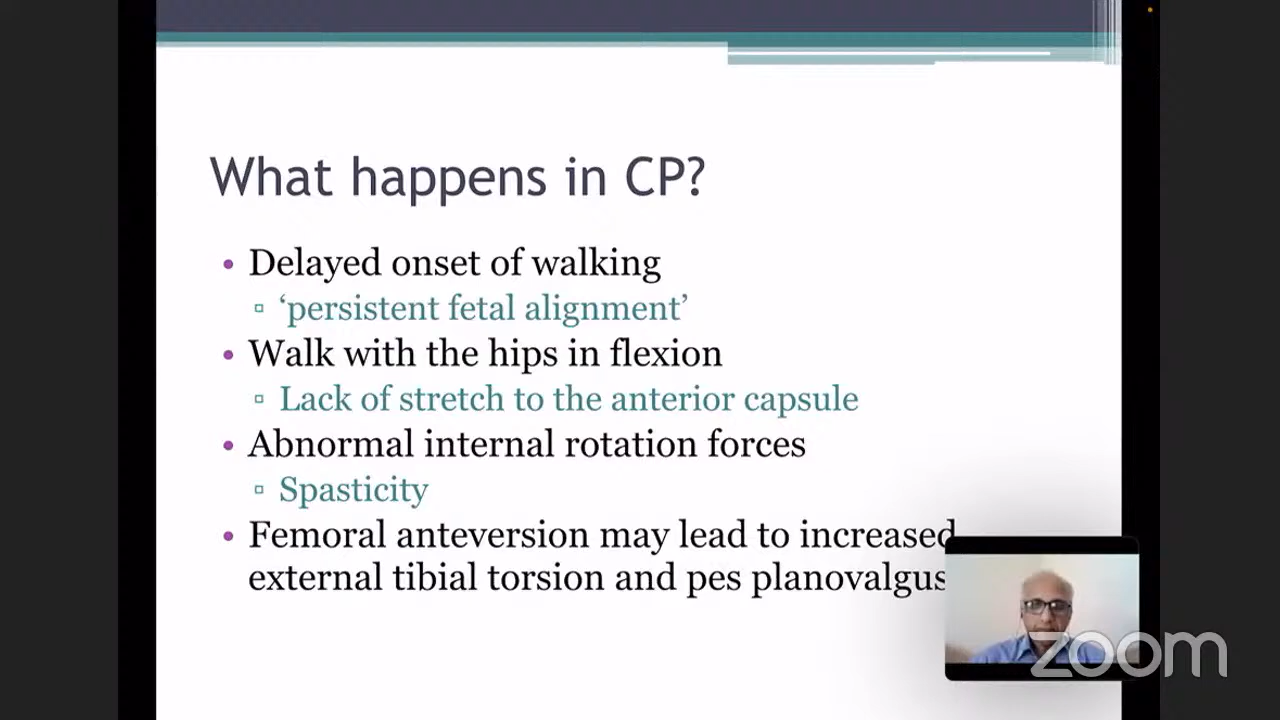 What happens in CP?
• Delayed onset of walking
▫ ‘persistent fetal alignment’
• Walk with the hips in flexion
▫ Lack of stretch to the anterior capsule
• Abnormal internal rotation forces
▫ Spasticity
• Femoral anteversion may lead to increased
external tibial torsion and pes planovalgus
zoom